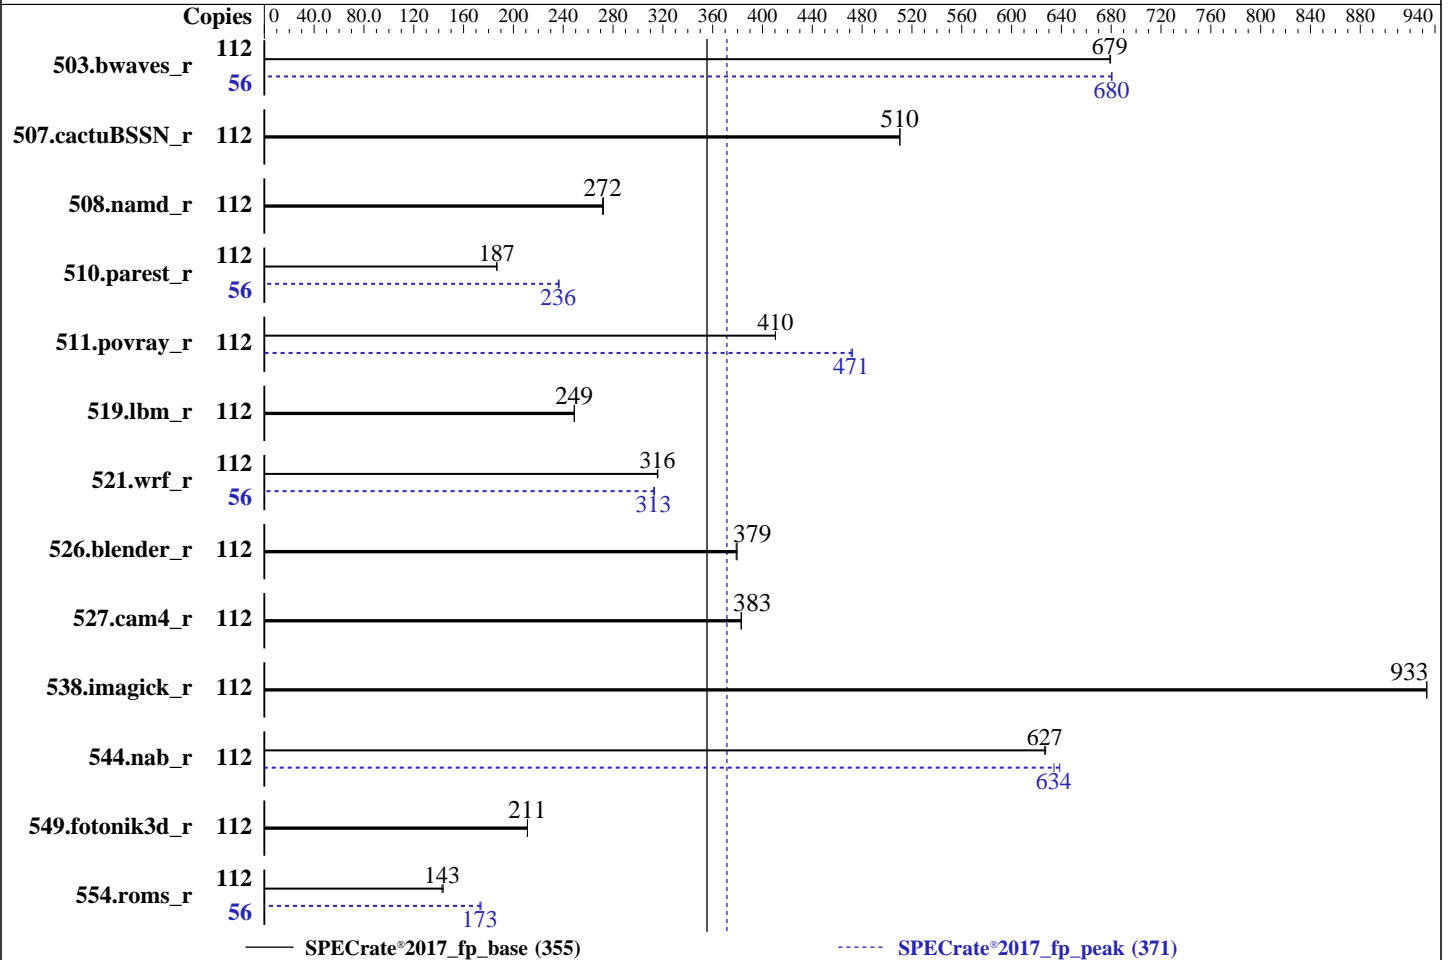 Copies 0 40.0 80.0 120 160 200 240 280 320 360 400 440 480 520 560 600 640 680 720 760 800 840 880 940
503.bwaves_r 112 679
56 680
507.cactuBSSN_r 112 510
508.namd_r 112 272
510.parest_r 112 187
56 236
511.povray_r 112 410
471
519.lbm_r 112 249
521.wrf_r 112 316
56 313
526.blender_r 112 379
527.cam4_r 112 383
538.imagick_r 112 933
544.nab_r 112 627
634
549.fotonik3d_r 112 211
554.roms_r 112 143
56 173
SPECrate®2017_fp_base (355) SPECrate®2017_fp_peak (371)